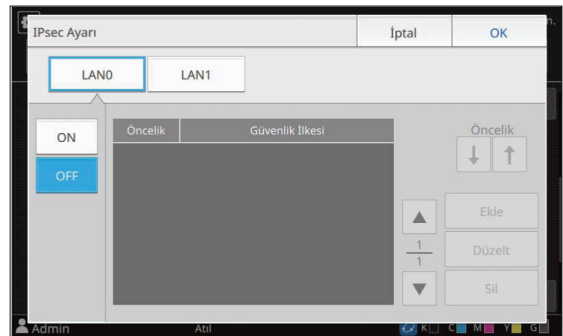 IPsec Ayarı İptal OK
LAN0 LAN1
ON
OFF
Öncelik Güvenlik İlkesi
Öncelik
Ekle
Düzelt
Sil
1
1
Admin Atıl K C M Y G